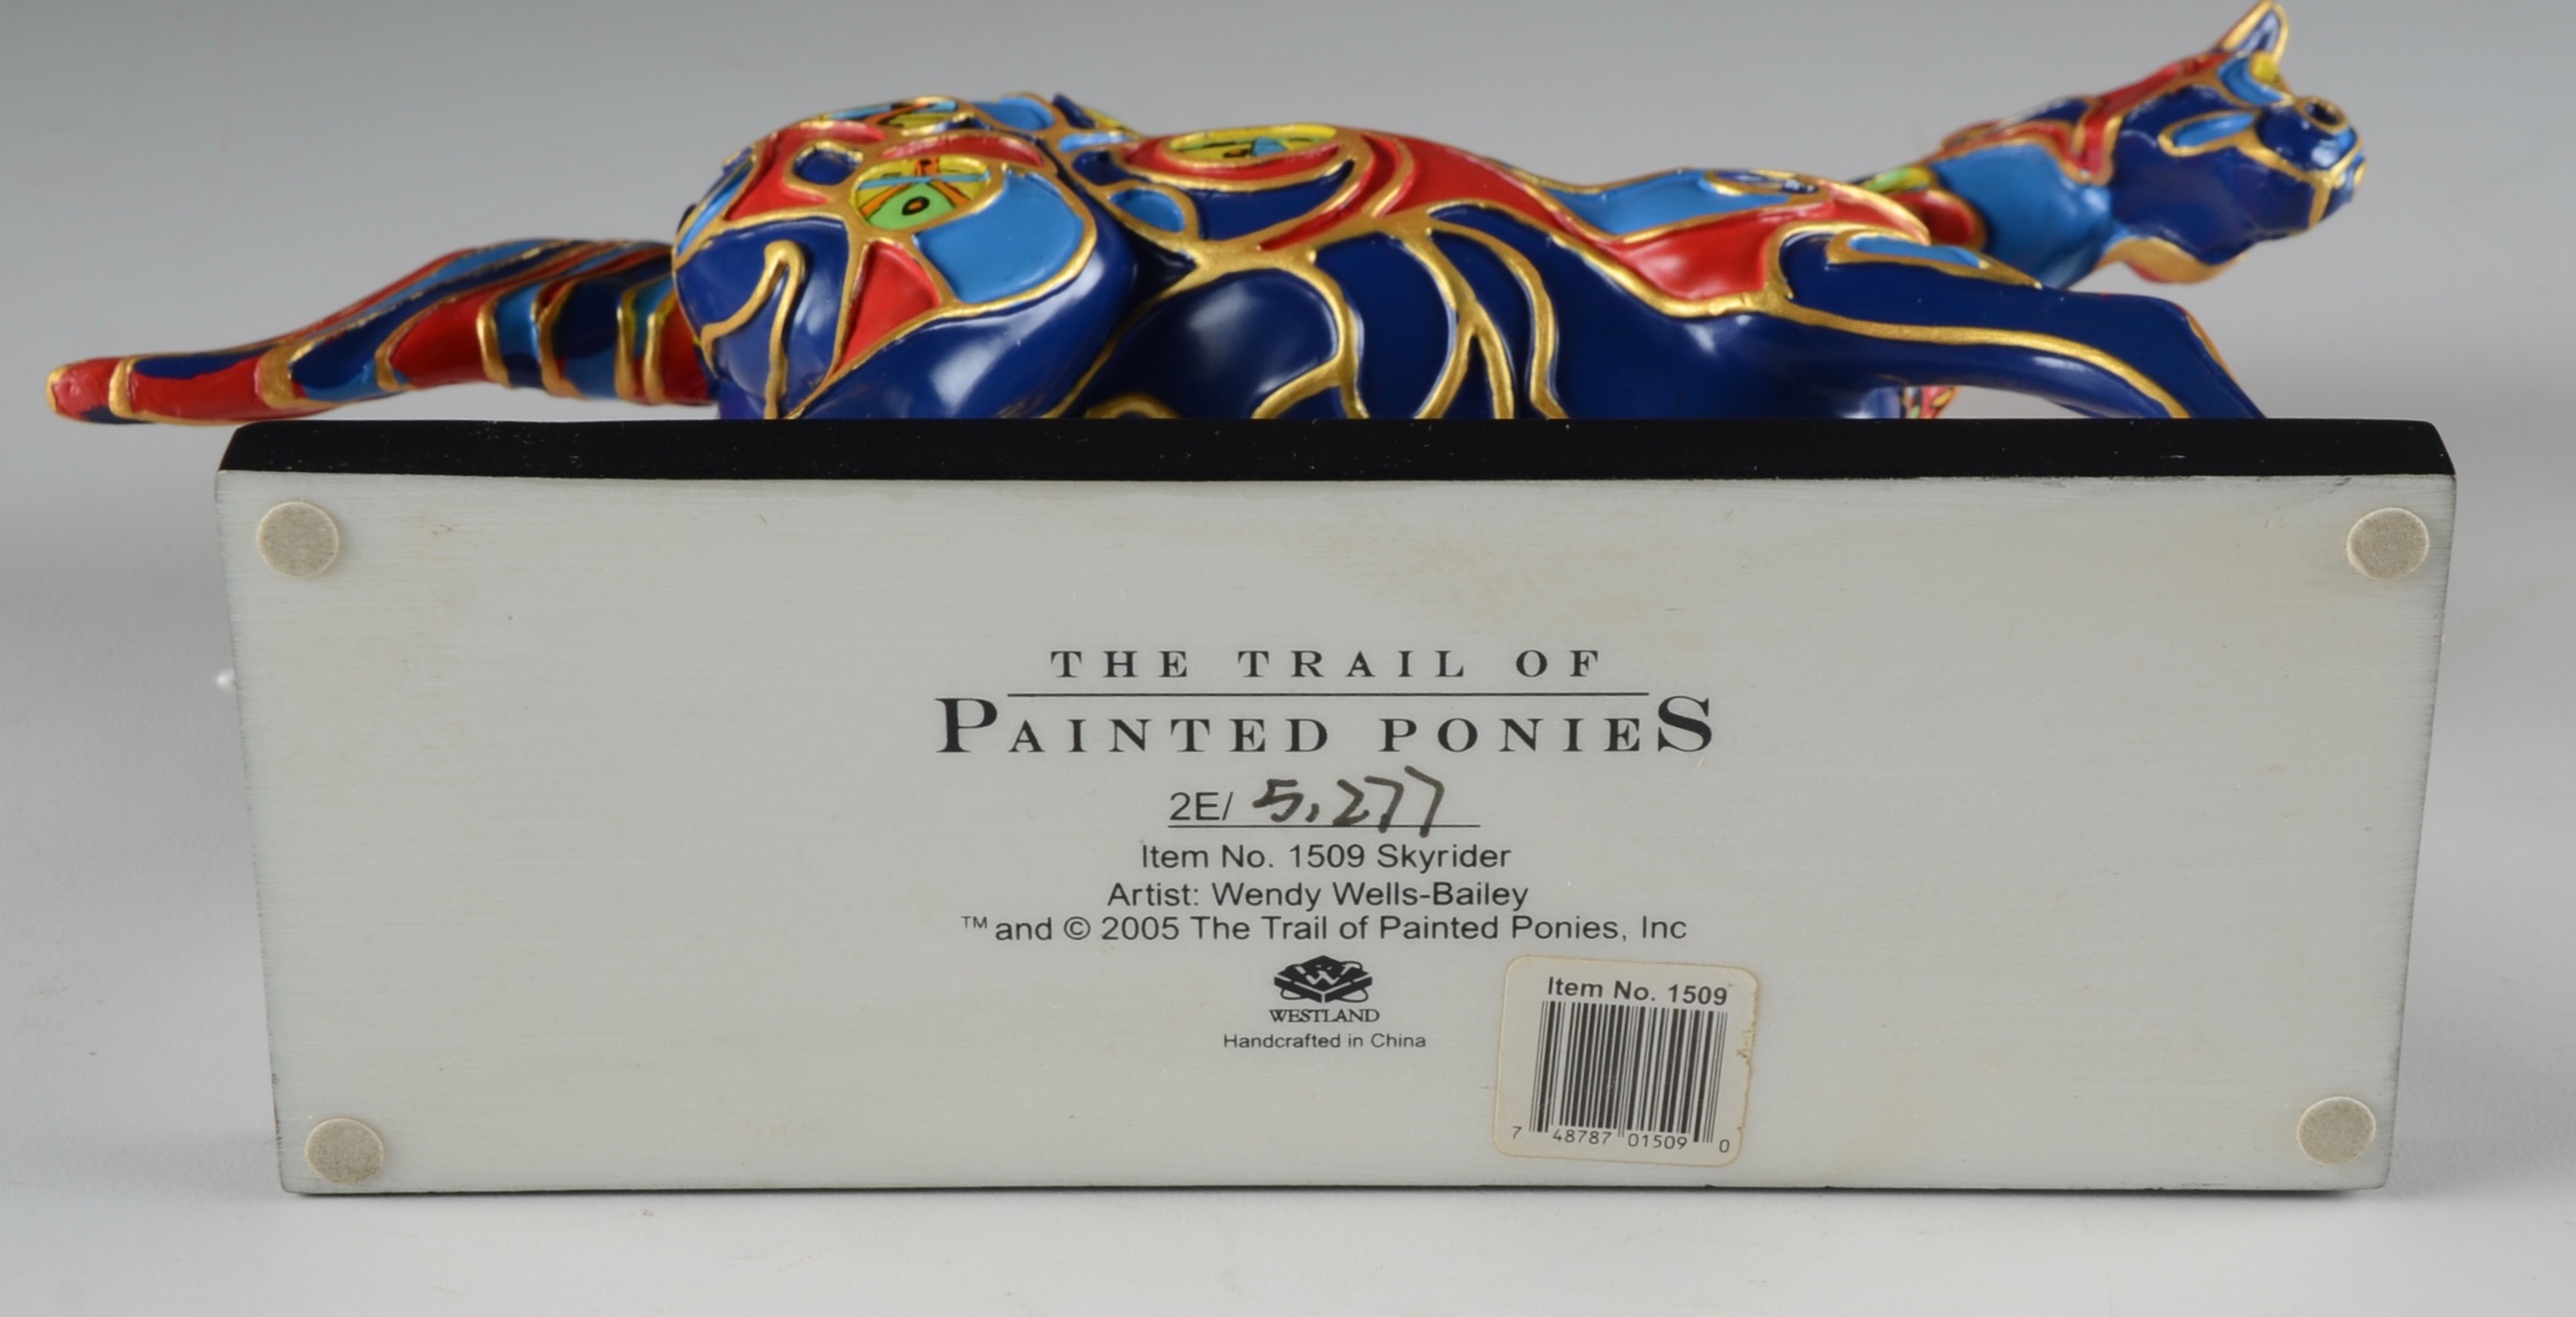 THE TRAIL OF
PAINTED PONIES
2E/ 5,277
Item No. 1509 Skyrider
Artist: Wendy Wells-Bailey
™ and © 2005 The Trail of Painted Ponies, Inc
WESTLAND
Handcrafted in China
Item No. 1509
7 48787 01509 0